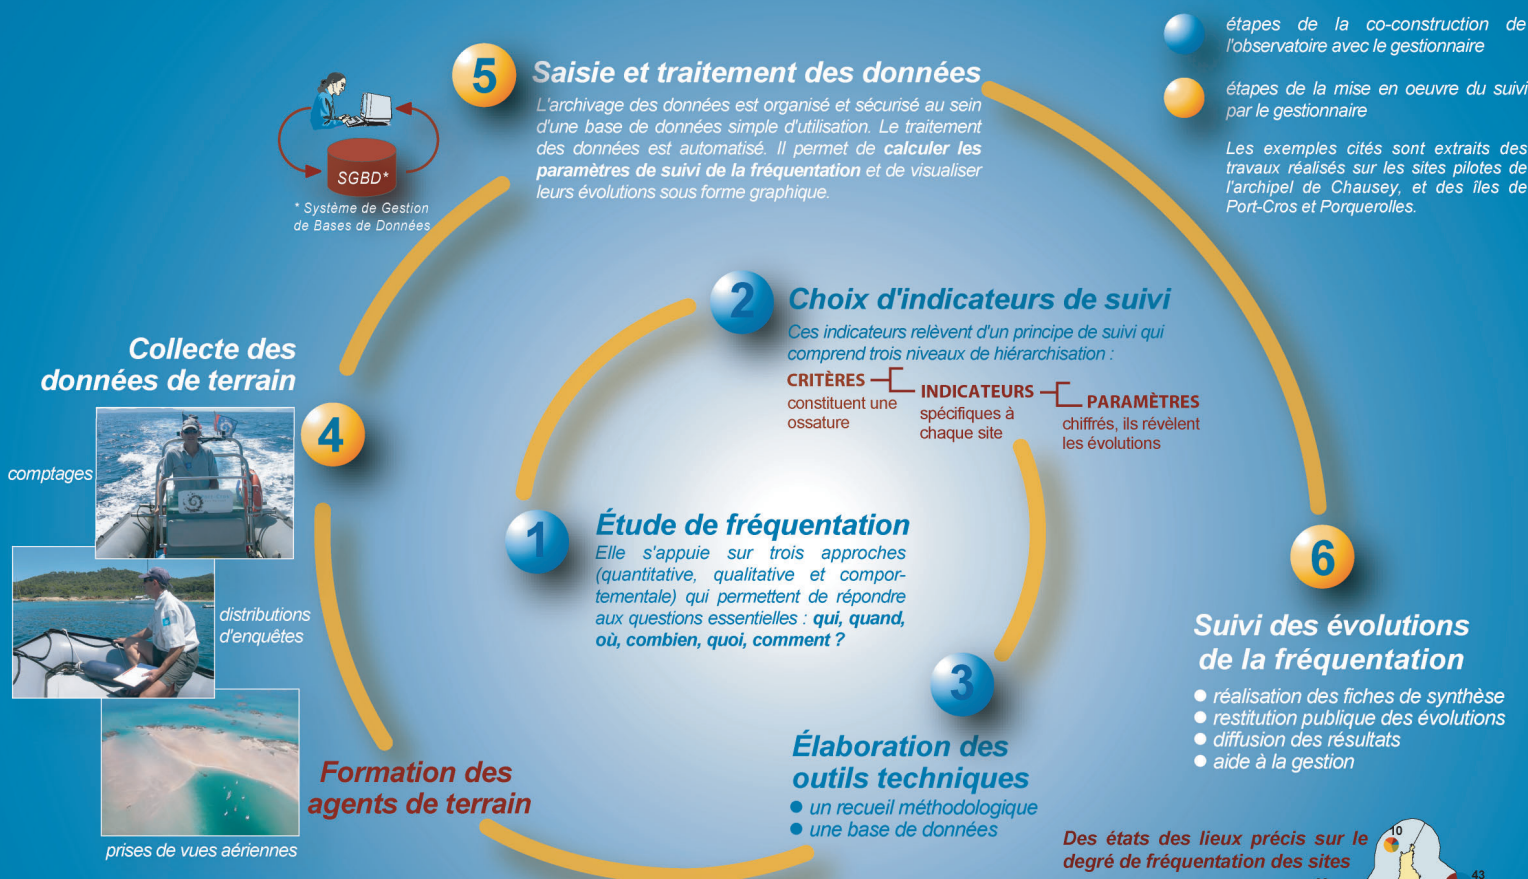 étapes de la co-construction de
l'observatoire avec le gestionnaire
étapes de la mise en oeuvre du suivi
par le gestionnaire
Les exemples cités sont extraits des
travaux réalisés sur les sites pilotes de
l'archipel de Chausey, et des îles de
Port-Cros et Porquerolles.
5
Saisie et traitement des données
L'archivage des données est organisé et sécurisé au sein
d'une base de données simple d'utilisation. Le traitement
des données est automatisé. Il permet de calculer les
paramètres de suivi de la fréquentation et de visualiser
leurs évolutions sous forme graphique.
SGBD*
* Système de Gestion
de Bases de Données
2
Choix d'indicateurs de suivi
Ces indicateurs relèvent d'un principe de suivi qui
comprend trois niveaux de hiérarchisation :
CRITÈRES
constituent une
ossature
INDICATEURS
spécifiques à
chaque site
PARAMÈTRES
chiffrés, ils révèlent
les évolutions
Collecte des
données de terrain
4
comptages
distributions
d'enquêtes
prises de vues aériennes
1
Étude de fréquentation
Elle s'appuie sur trois approches
(quantitative, qualitative et compor-
tementale) qui permettent de répondre
aux questions essentielles : qui, quand,
où, combien, quoi, comment ?
6
Suivi des évolutions
de la fréquentation
réalisation des fiches de synthèse
restitution publique des évolutions
diffusion des résultats
aide à la gestion
3
Élaboration des
outils techniques
un recueil méthodologique
une base de données
Formation des
agents de terrain
Des états des lieux précis sur le
degré de fréquentation des sites
10
43